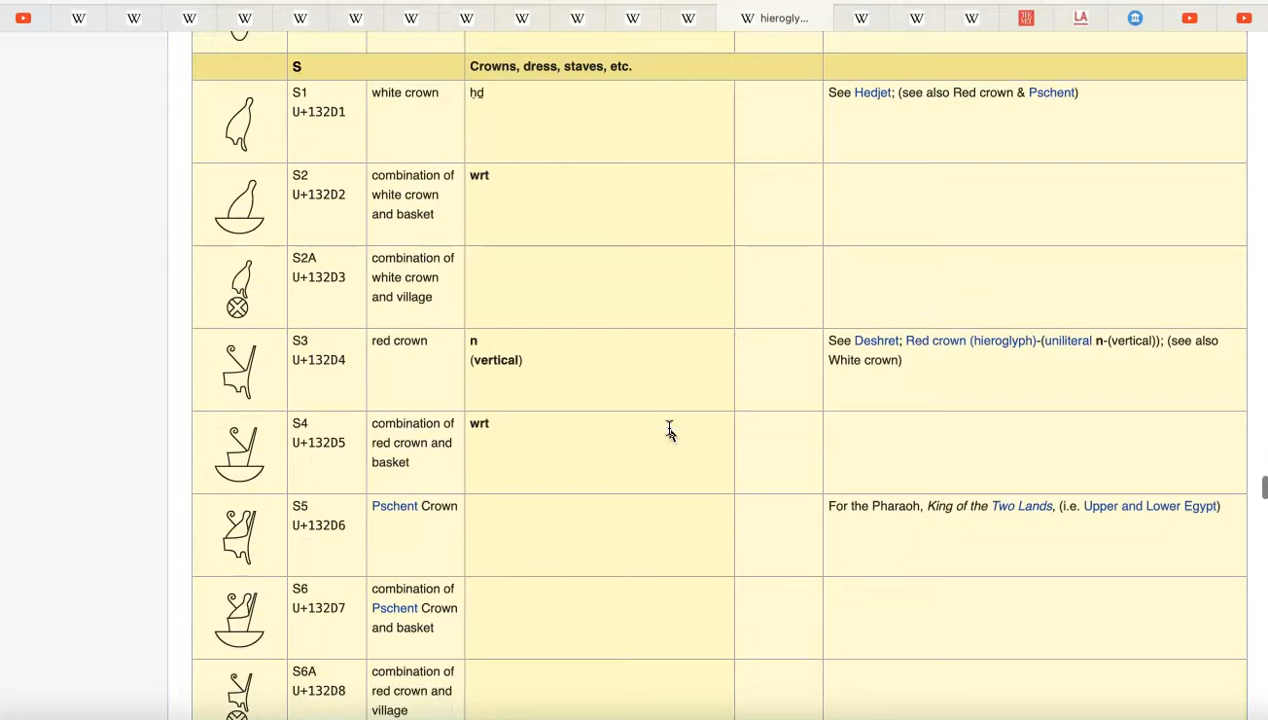 hierogly...
THE MET
LA
S
Crowns, dress, staves, etc.
S1
U+132D1
white crown
ḥḏ
See Hedjet; (see also Red crown & Pschent)
S2
U+132D2
combination of
white crown
and basket
wrt
S2A
U+132D3
combination of
white crown
and village
S3
U+132D4
red crown
n
(vertical)
See Deshret; Red crown (hieroglyph)-(uniliteral n-(vertical)); (see also
White crown)
S4
U+132D5
combination of
red crown and
basket
wrt
S5
U+132D6
Pschent Crown
For the Pharaoh, King of the Two Lands, (i.e. Upper and Lower Egypt)
S6
U+132D7
combination of
Pschent Crown
and basket
S6A
U+132D8
combination of
red crown and
village